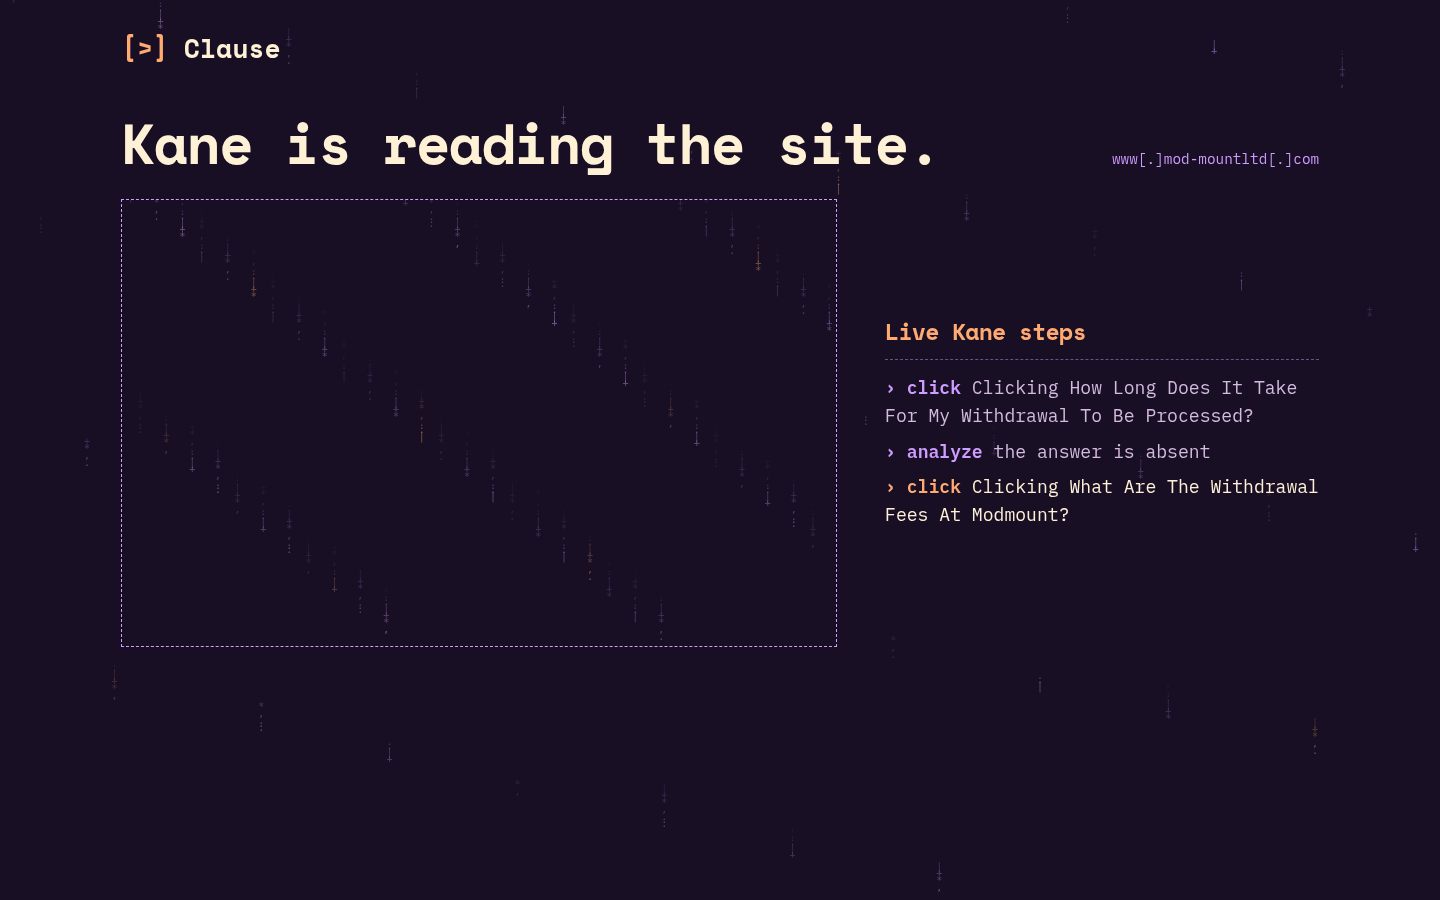 [>] Clause
Kane is reading the site.
www[.]mod-mountltd[.]com
Live Kane steps
› click Clicking How Long Does It Take
For My Withdrawal To Be Processed?
› analyze the answer is absent
› click Clicking What Are The Withdrawal
Fees At Modmount?